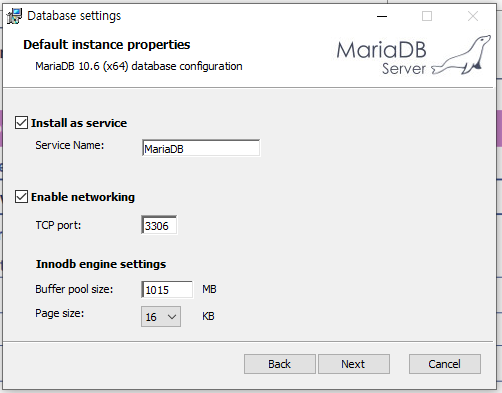 Database settings
Default instance properties
MariaDB 10.6 (x64) database configuration
MariaDB
Server
Install as service
Service Name: MariaDB
Enable networking
TCP port: 3306
Innodb engine settings
Buffer pool size: 1015 MB
Page size: 16 KB
Back Next Cancel